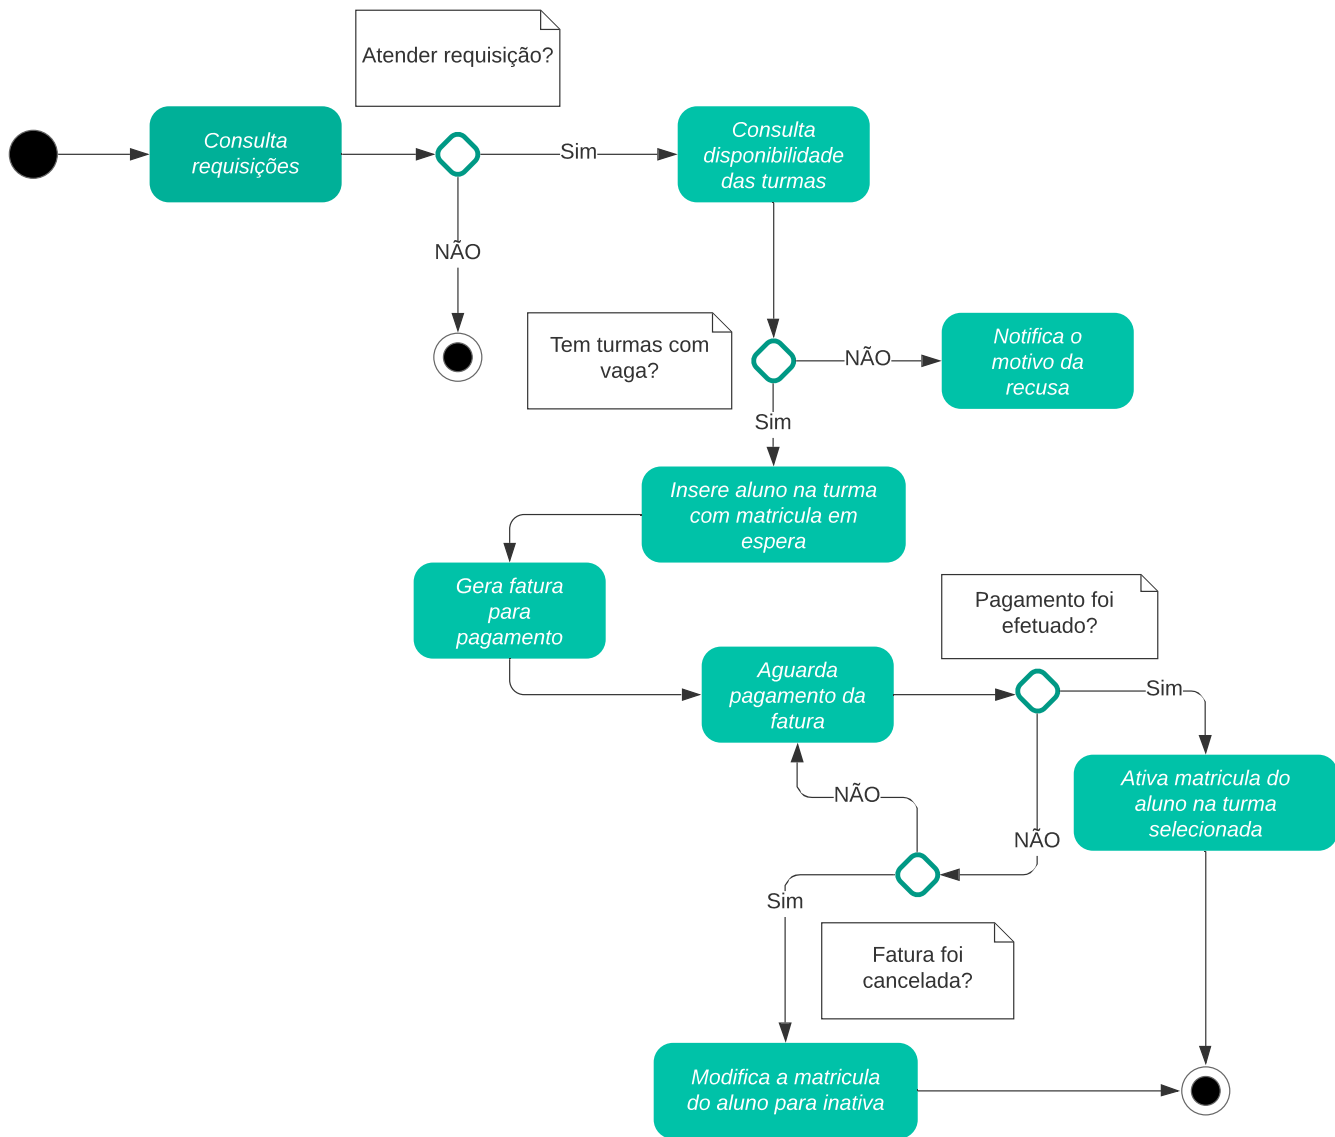 Atender requisição?
Consulta
requisições
Sim
Consulta
disponibilidade
das turmas
NÃO
Tem turmas com
vaga?
NÃO
Notifica o
motivo da
recusa
Sim
Insere aluno na turma
com matricula em
espera
Gera fatura
para
pagamento
Pagamento foi
efetuado?
Aguarda
pagamento da
fatura
Sim
Ativa matricula do
aluno na turma
selecionada
NÃO
NÃO
Sim
Fatura foi
cancelada?
Modifica a matricula
do aluno para inativa